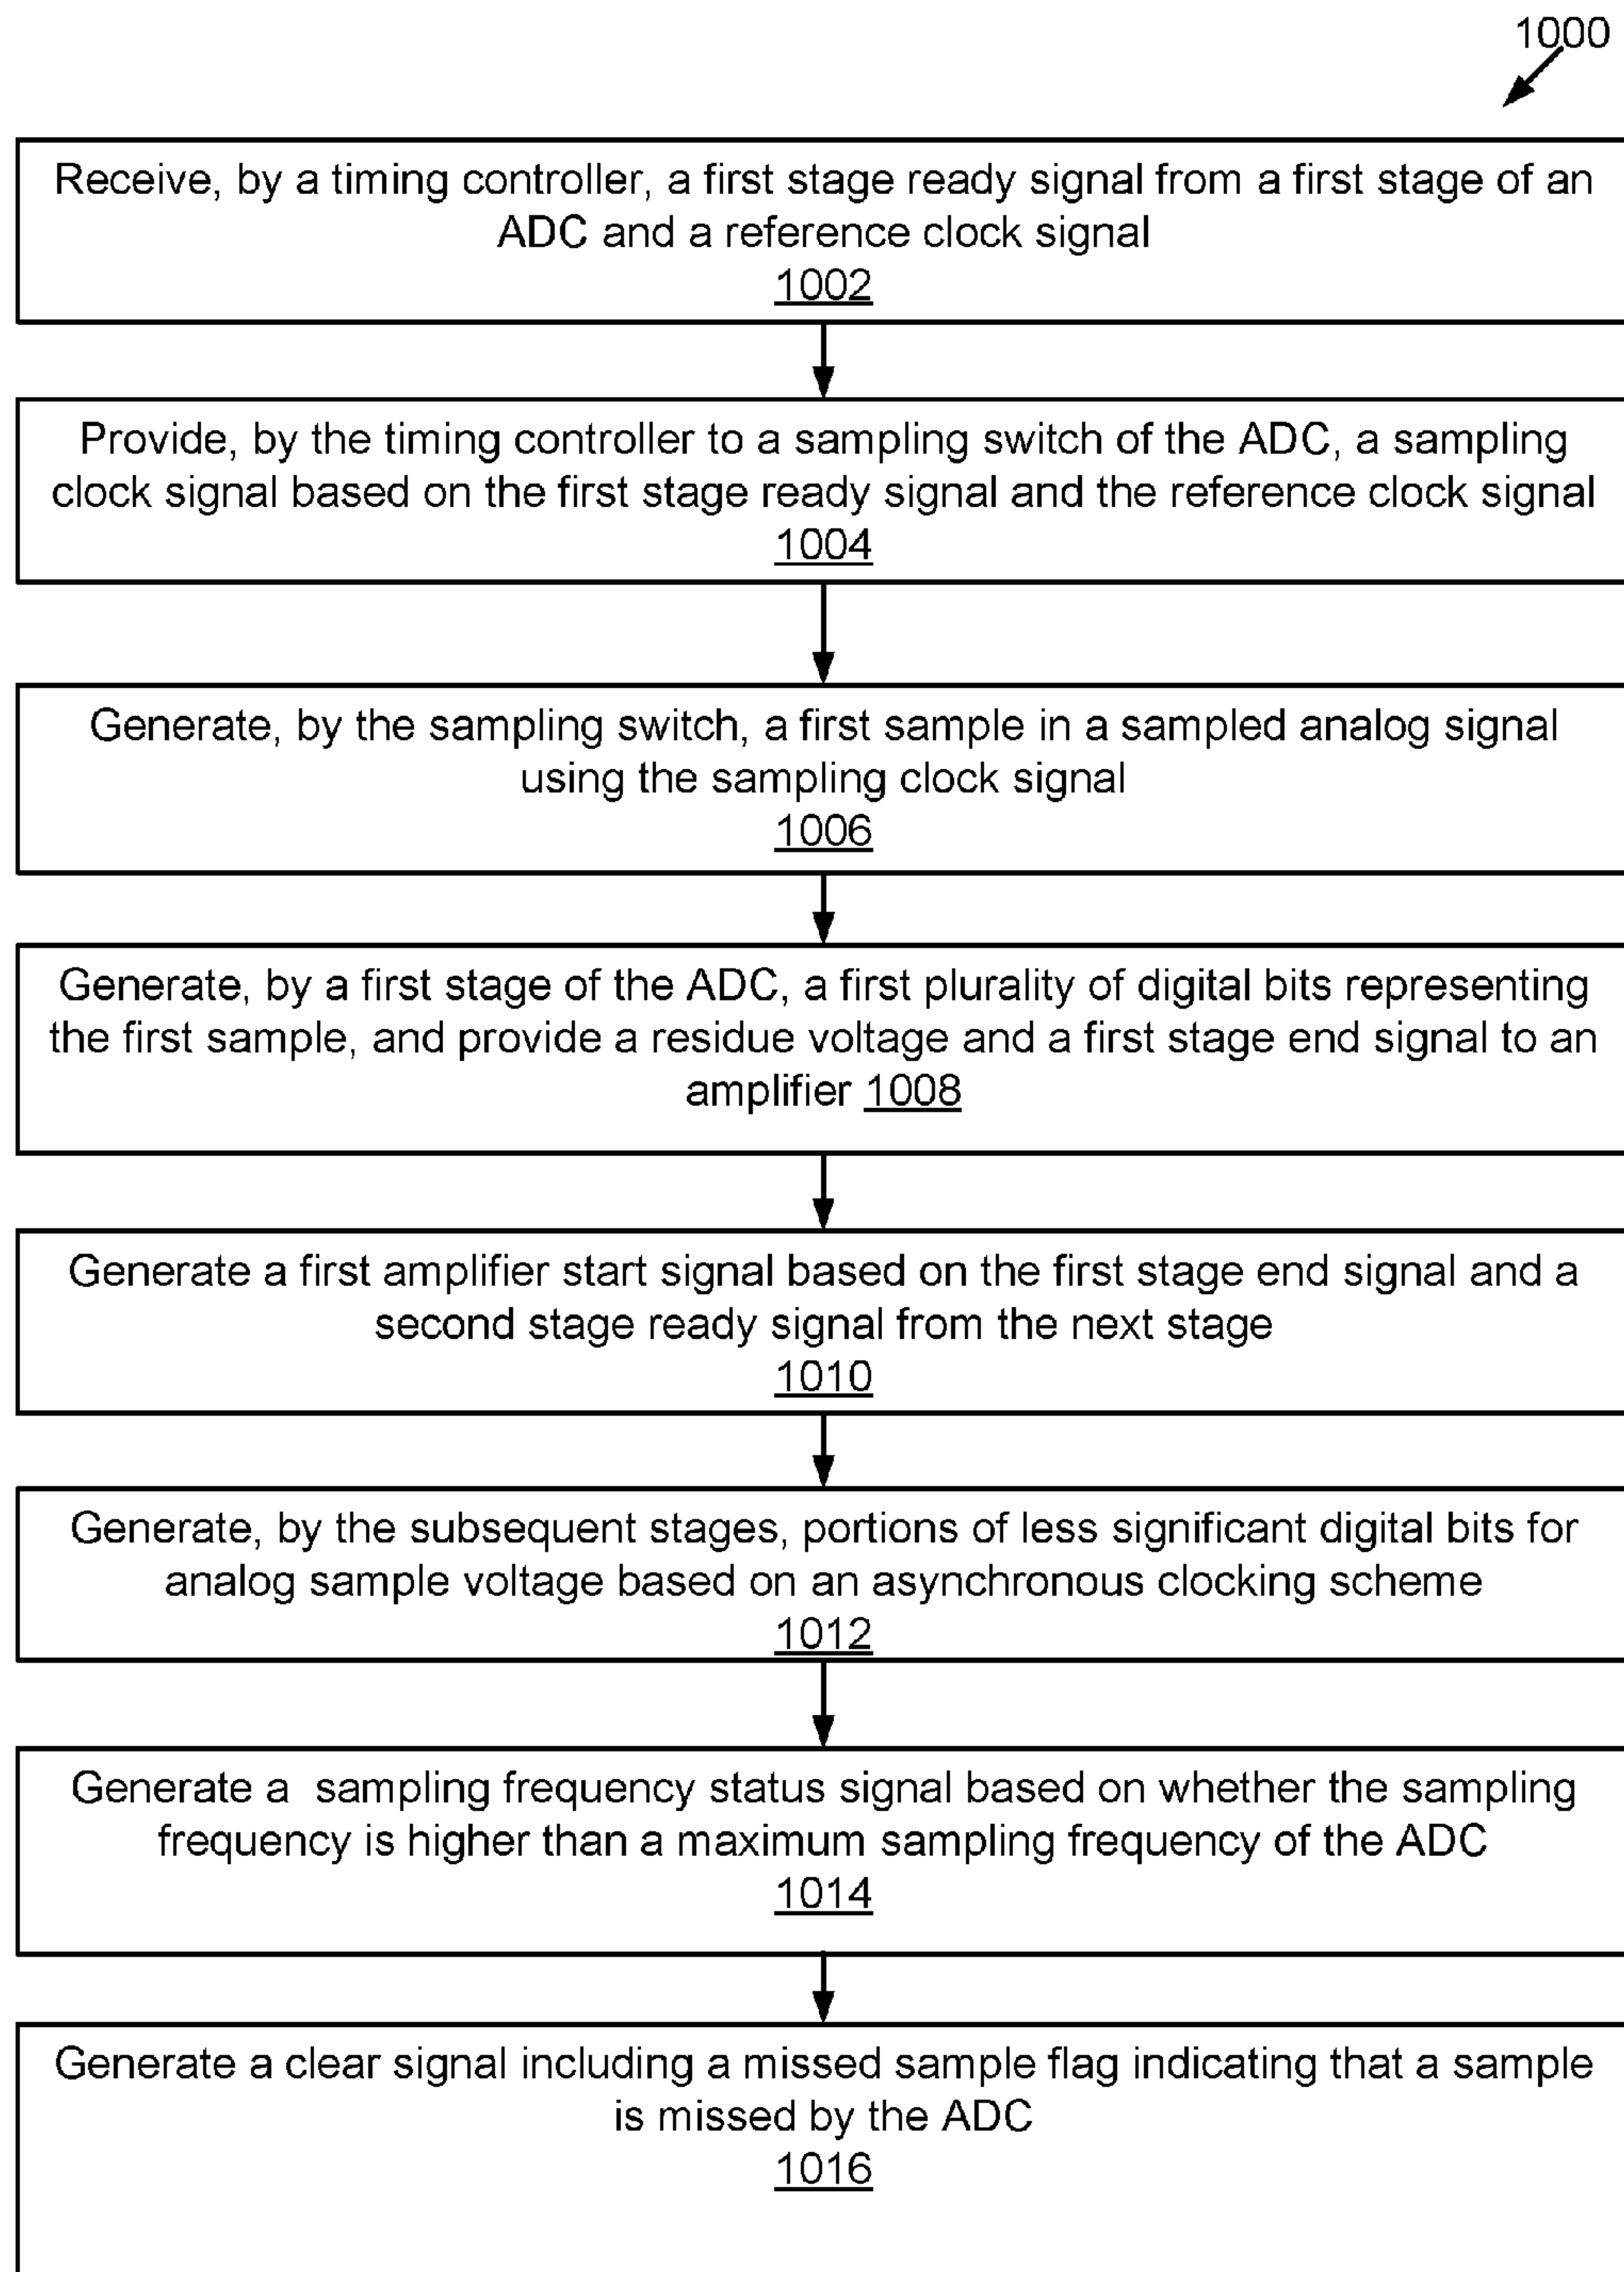 1000
Receive, by a timing controller, a first stage ready signal from a first stage of an
ADC and a reference clock signal
1002
Provide, by the timing controller to a sampling switch of the ADC, a sampling
clock signal based on the first stage ready signal and the reference clock signal
1004
Generate, by the sampling switch, a first sample in a sampled analog signal
using the sampling clock signal
1006
Generate, by a first stage of the ADC, a first plurality of digital bits representing
the first sample, and provide a residue voltage and a first stage end signal to an
amplifier 1008
Generate a first amplifier start signal based on the first stage end signal and a
second stage ready signal from the next stage
1010
Generate, by the subsequent stages, portions of less significant digital bits for
analog sample voltage based on an asynchronous clocking scheme
1012
Generate a  sampling frequency status signal based on whether the sampling
frequency is higher than a maximum sampling frequency of the ADC
1014
Generate a clear signal including a missed sample flag indicating that a sample
is missed by the ADC
1016